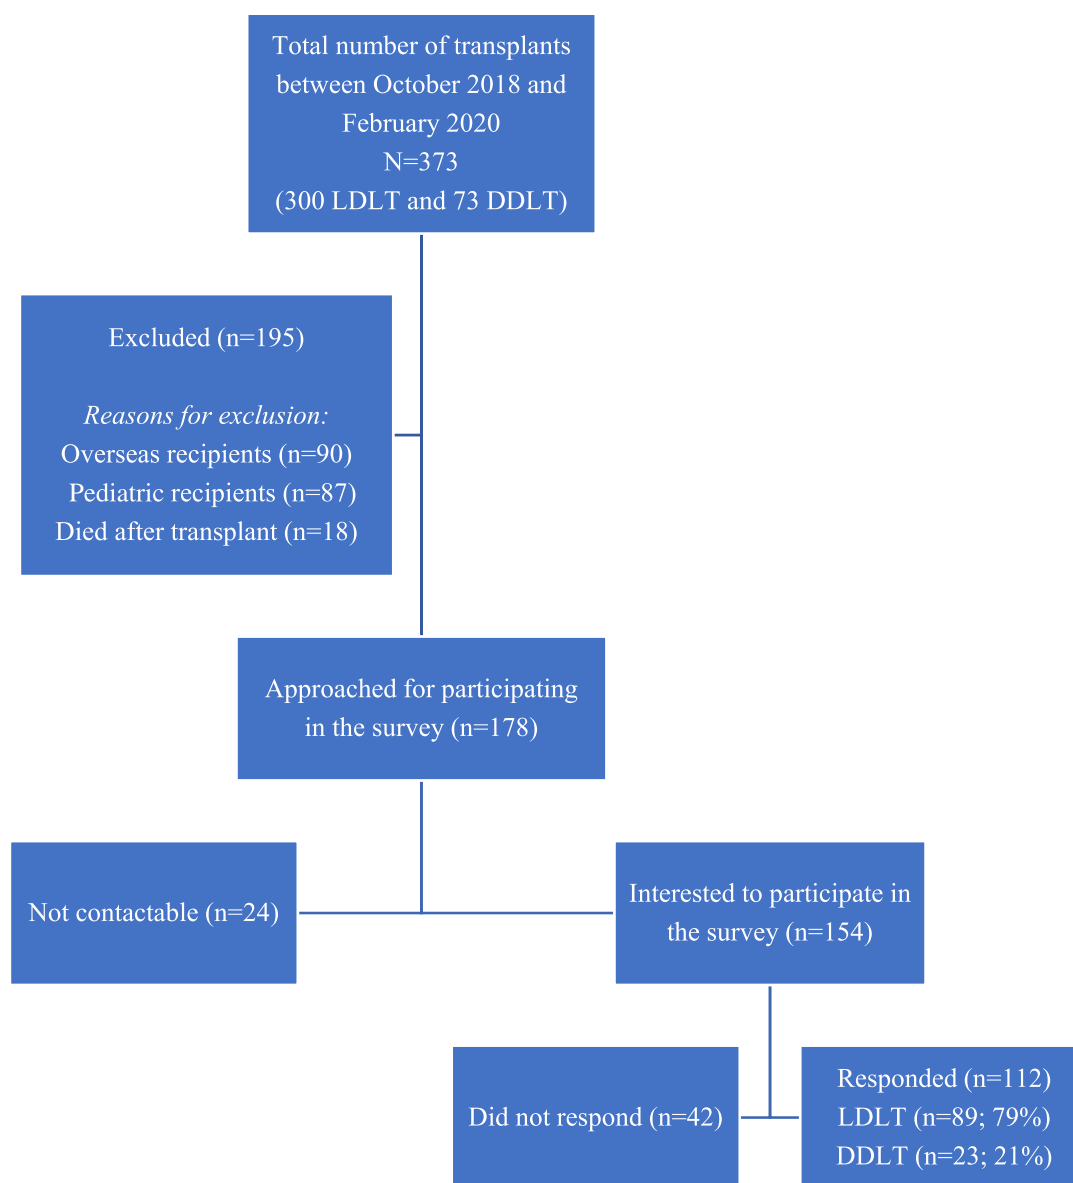 Total number of transplants
between October 2018 and
February 2020
N=373
(300 LDLT and 73 DDLT)
Excluded (n=195)
Reasons for exclusion:
Overseas recipients (n=90)
Pediatric recipients (n=87)
Died after transplant (n=18)
Approached for participating
in the survey (n=178)
Not contactable (n=24)
Interested to participate in
the survey (n=154)
Did not respond (n=42)
Responded (n=112)
LDLT (n=89; 79%)
DDLT (n=23; 21%)